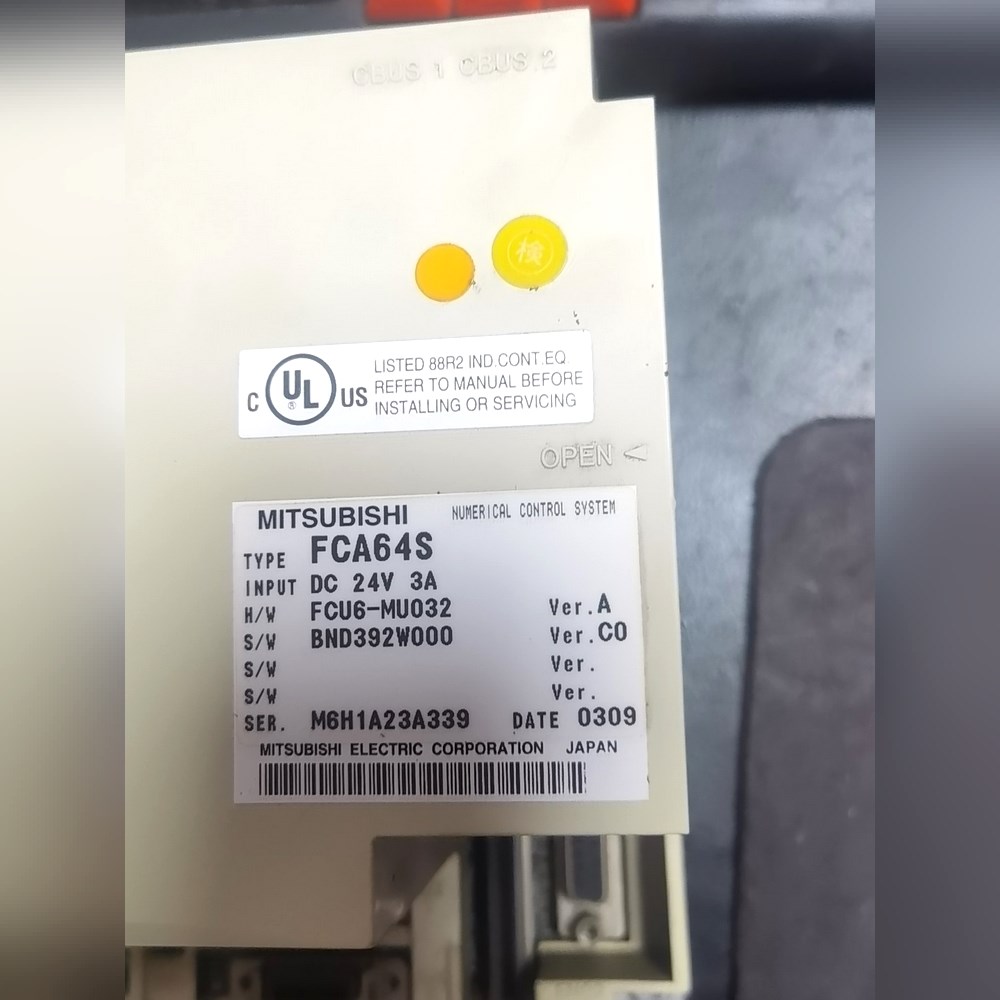 CBUS 1 CBUS 2
検
C UL ® US
LISTED 88R2 IND.CONT.EQ.
REFER TO MANUAL BEFORE
INSTALLING OR SERVICING
OPEN
MITSUBISHI NUMERICAL CONTROL SYSTEM
TYPE FCA64S
INPUT DC 24V 3A
H/W FCU6-MU032 Ver.A
S/W BND392W000 Ver.C0
S/W Ver.
S/W Ver.
SER. M6H1A23A339 DATE 0309
MITSUBISHI ELECTRIC CORPORATION JAPAN